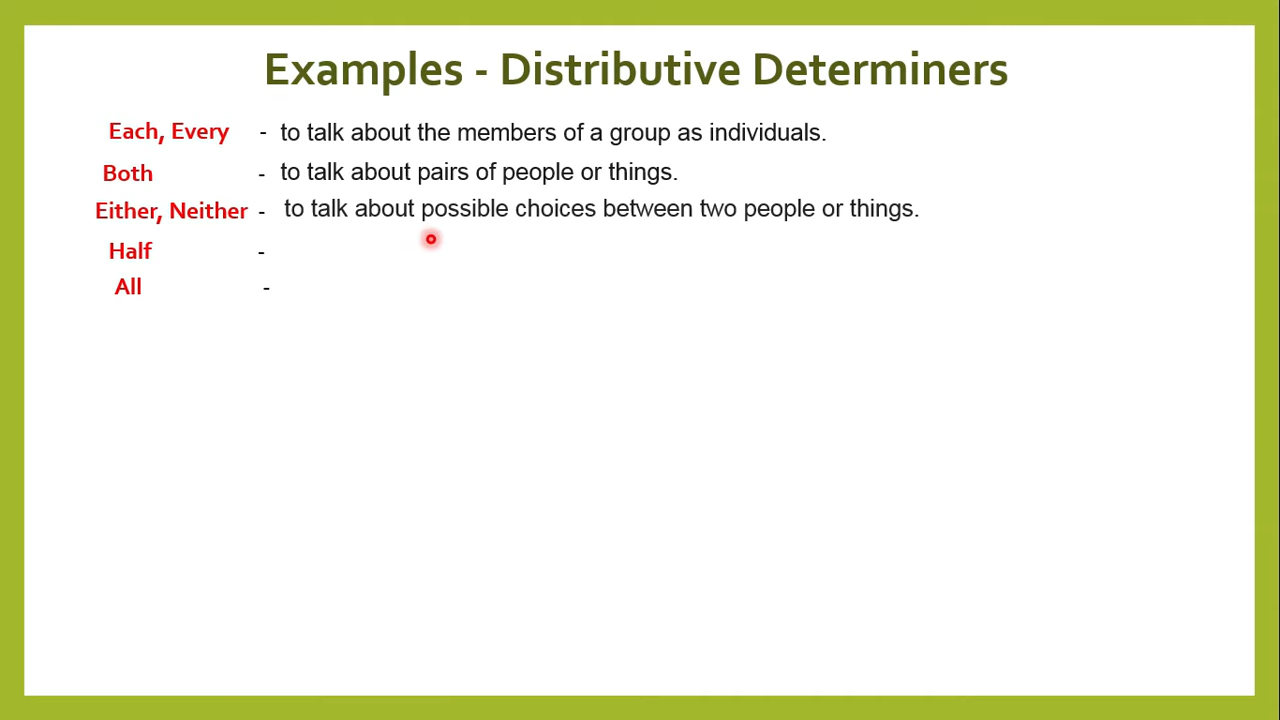 Examples - Distributive Determiners
Each, Every - to talk about the members of a group as individuals.
Both - to talk about pairs of people or things.
Either, Neither - to talk about possible choices between two people or things.
Half -
All -